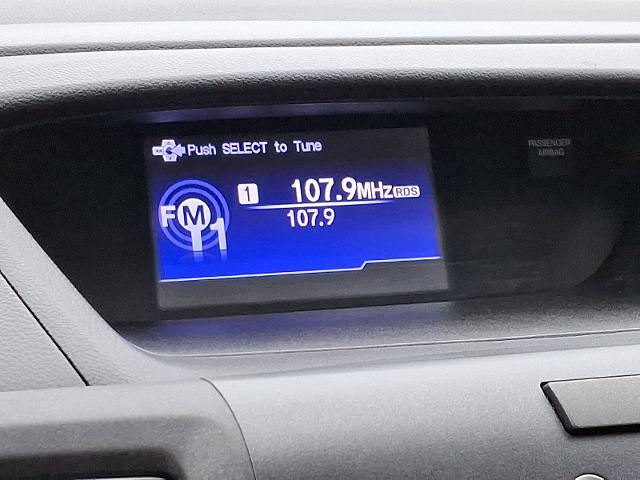 Push SELECT to Tune
FM1
1 107.9MHz RDS
107.9
PASSENGER
AIRBAG